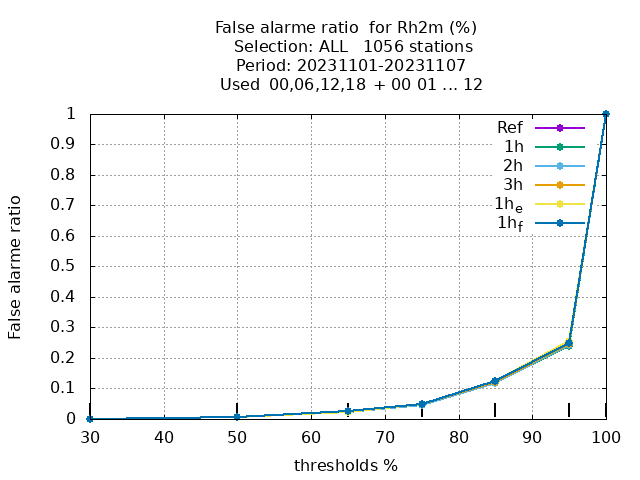 False alarme ratio  for Rh2m (%)
Selection: ALL   1056 stations
Period: 20231101-20231107
Used  00,06,12,18  + 00 01 ... 12
1
0.9
0.8
0.7
0.6
0.5
0.4
0.3
0.2
0.1
0
False alarme ratio
Ref
1h
2h
3h
1he
1hf
30 40 50 60 70 80 90 100
thresholds %